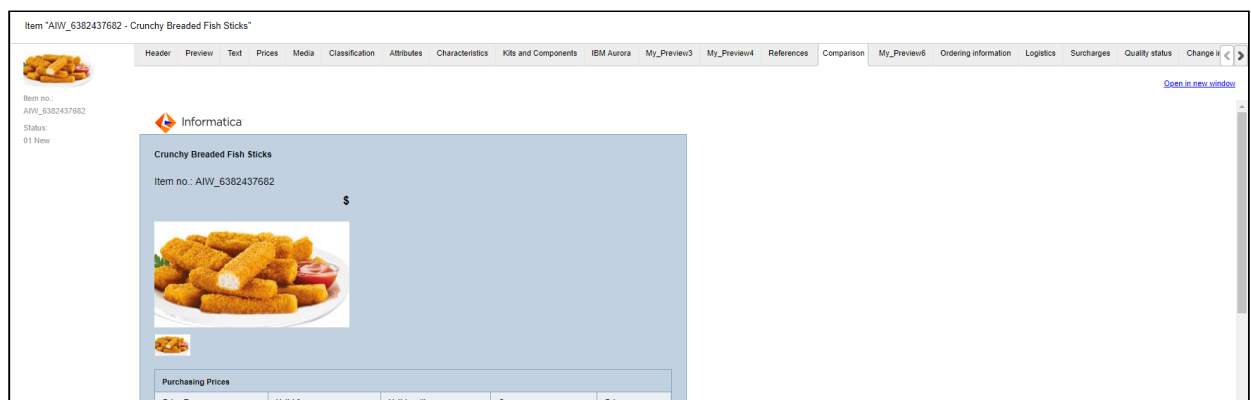 Item "AIW_6382437682 - Crunchy Breaded Fish Sticks"
Header Preview Text Prices Media Classification Attributes Characteristics Kits and Components IBM Aurora My_Preview3 My_Preview4 References Comparison My_Preview6 Ordering information Logistics Surcharges Quality status Change
Open in new window
Item no.:
AIW_6382437682
Status:
01 New
Informatica
Crunchy Breaded Fish Sticks
Item no.: AIW_6382437682
$
Purchasing Prices